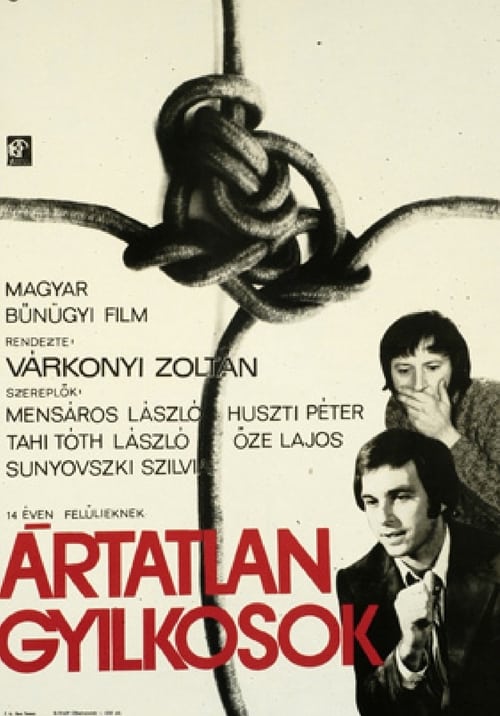 MAGYAR
BŰNÜGYI FILM
RENDEZTE:
VÁRKONYI ZOLTÁN
SZEREPLŐK:
MENSÁROS LÁSZLÓ HUSZTI PÉTER
TAHI TÓTH LÁSZLÓ ŐZE LAJOS
SUNYOVSZKI SZILVIA
14 ÉVEN FELÜLIEKNEK
ÁRTATLAN
GYILKOSOK